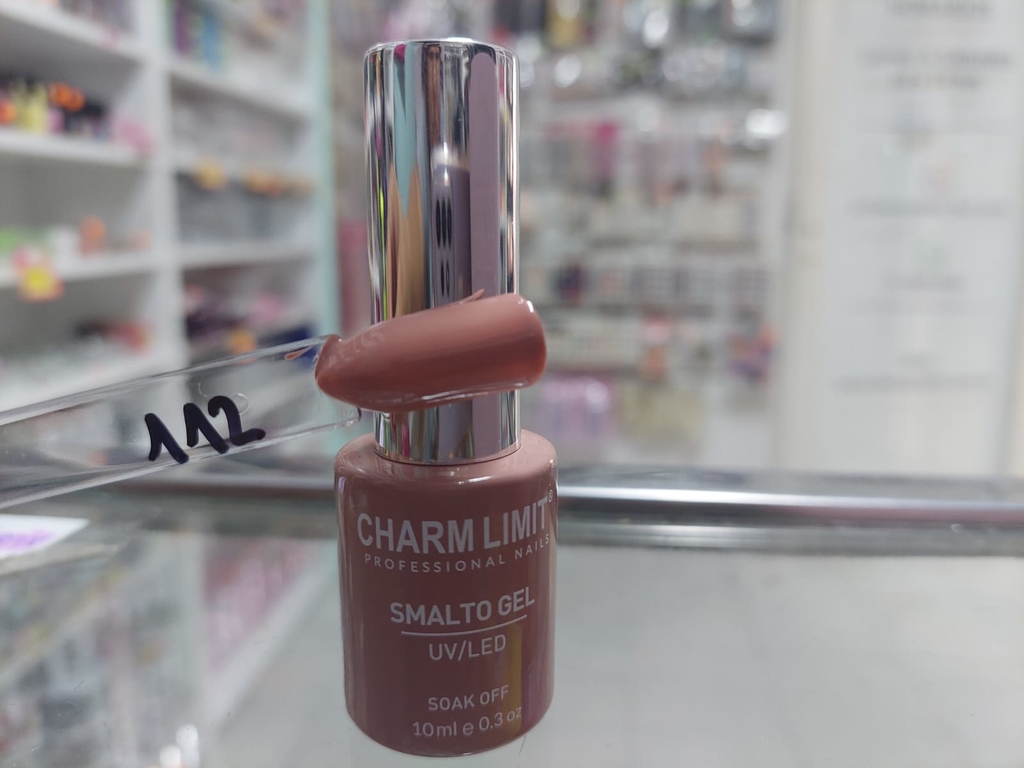 112
CHARM LIMIT®
PROFESSIONAL NAILS
SMALTO GEL
UV/LED
SOAK OFF
10ml e 0.3 oz